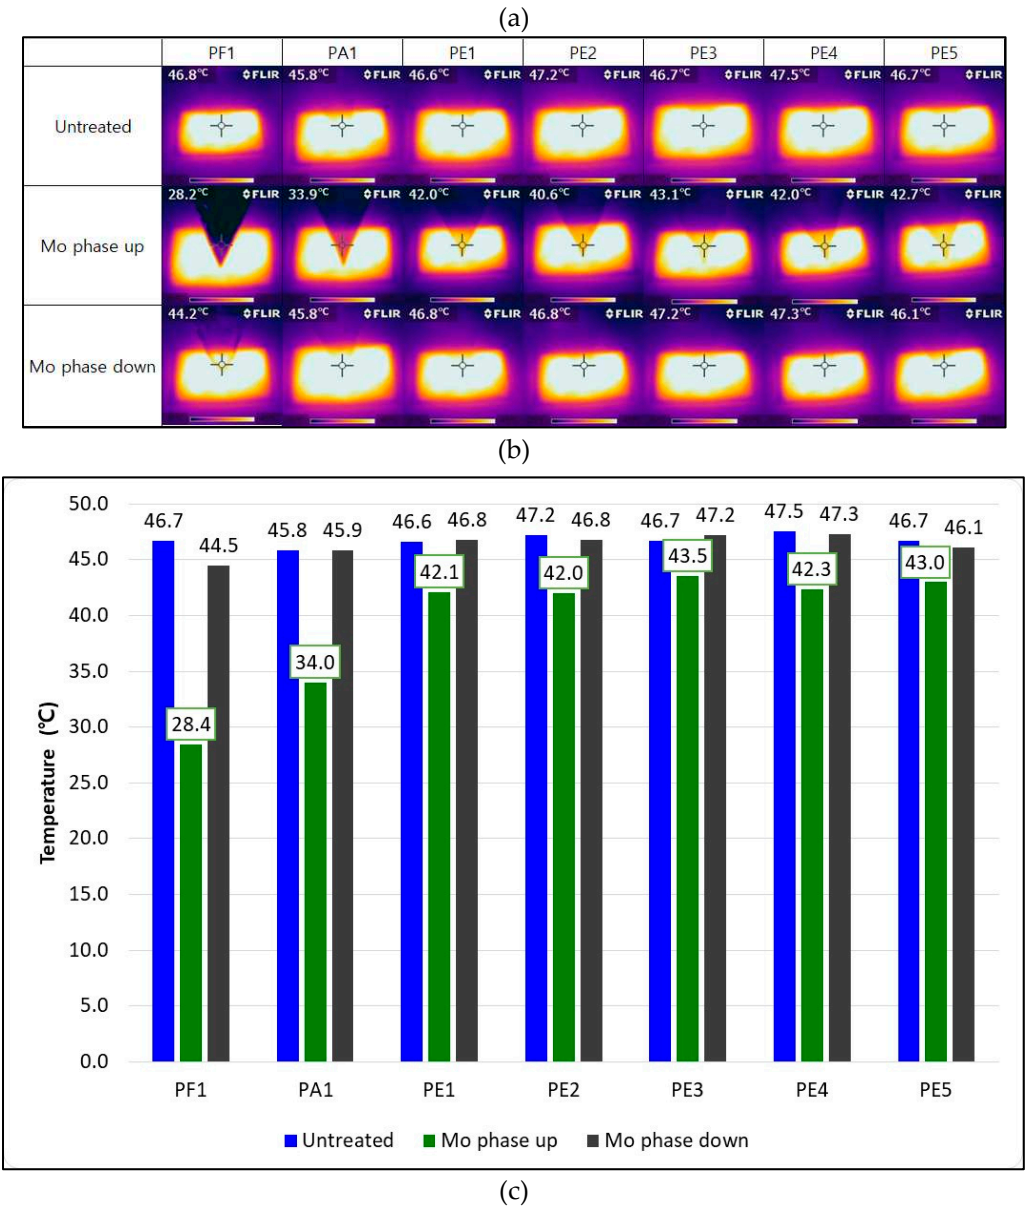 (a)
PF1 PA1 PE1 PE2 PE3 PE4 PE5
46.8°C FLIR 45.8°C FLIR 46.6°C FLIR 47.2°C FLIR 46.7°C FLIR 47.5°C FLIR 46.7°C FLIR
Untreated
28.2°C FLIR 33.9°C FLIR 42.0°C FLIR 40.6°C FLIR 43.1°C FLIR 42.0°C FLIR 42.7°C FLIR
Mo phase up
44.2°C FLIR 45.8°C FLIR 46.8°C FLIR 46.8°C FLIR 47.2°C FLIR 47.3°C FLIR 46.1°C FLIR
Mo phase down
(b)
50.0
46.7 45.8 45.9 46.6 46.8 47.2 46.8 46.7 47.2 47.5 47.3 46.7 46.1
44.5
45.0
42.1 42.0 43.5 42.3 43.0
40.0
35.0
34.0
30.0
28.4
25.0
20.0
15.0
10.0
5.0
0.0
Temperature (℃)
PF1 PA1 PE1 PE2 PE3 PE4 PE5
Untreated Mo phase up Mo phase down
(c)